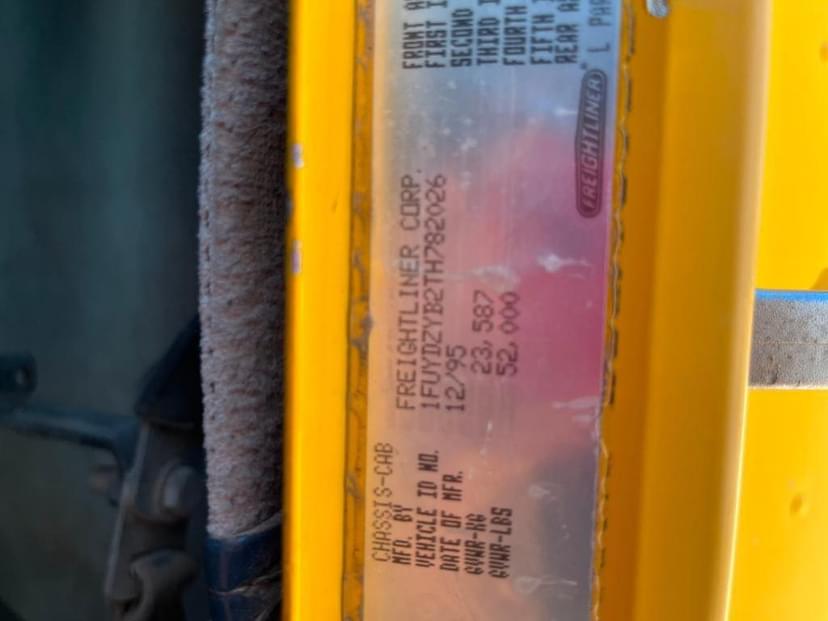 CHASSIS-CAB
MFD. BY FREIGHTLINER CORP.
VEHICLE ID NO. 1FUYDZYB2TH782026
DATE OF MFR. 12/95
GVWR-KG 23,587
GVWR-LBS 52,000
FRONT A
FIRST I
SECOND
THIRD I
FOURTH
FIFTH I
REAR A
FREIGHTLINER
L PAR